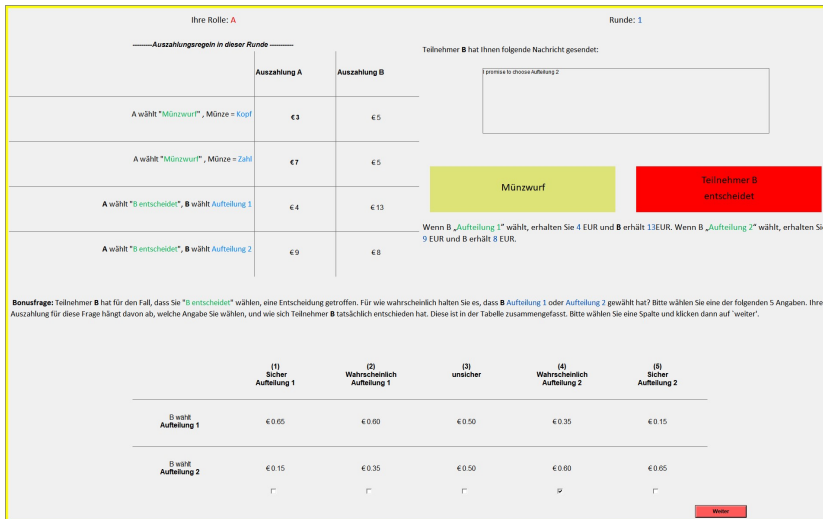 Ihre Rolle: A
Runde: 1
----------Auszahlungsregeln in dieser Runde -----------
Auszahlung A
Auszahlung B
A wählt "Münzwurf" , Münze = Kopf
€ 3
€ 5
A wählt "Münzwurf" , Münze = Zahl
€ 7
€ 5
A wählt "B entscheidet", B wählt Aufteilung 1
€ 4
€ 13
A wählt "B entscheidet", B wählt Aufteilung 2
€ 9
€ 8
Teilnehmer B hat Ihnen folgende Nachricht gesendet:
I promise to choose Aufteilung 2
Münzwurf
Teilnehmer B
entscheidet
Wenn B „Aufteilung 1“ wählt, erhalten Sie 4 EUR und B erhält 13EUR. Wenn B „Aufteilung 2“ wählt, erhalten Sie
9 EUR und B erhält 8 EUR.
Bonusfrage: Teilnehmer B hat für den Fall, dass Sie "B entscheidet" wählen, eine Entscheidung getroffen. Für wie wahrscheinlich halten Sie es, dass B Aufteilung 1 oder Aufteilung 2 gewählt hat? Bitte wählen Sie eine der folgenden 5 Angaben. Ihre
Auszahlung für diese Frage hängt davon ab, welche Angabe Sie wählen, und wie sich Teilnehmer B tatsächlich entschieden hat. Diese ist in der Tabelle zusammengefasst. Bitte wählen Sie eine Spalte und klicken dann auf `weiter'.
(1)
Sicher
Aufteilung 1
(2)
Wahrscheinlich
Aufteilung 1
(3)
unsicher
(4)
Wahrscheinlich
Aufteilung 2
(5)
Sicher
Aufteilung 2
B wählt
Aufteilung 1
€ 0.65
€ 0.60
€ 0.50
€ 0.35
€ 0.15
B wählt
Aufteilung 2
€ 0.15
€ 0.35
€ 0.50
€ 0.60
€ 0.65
Weiter